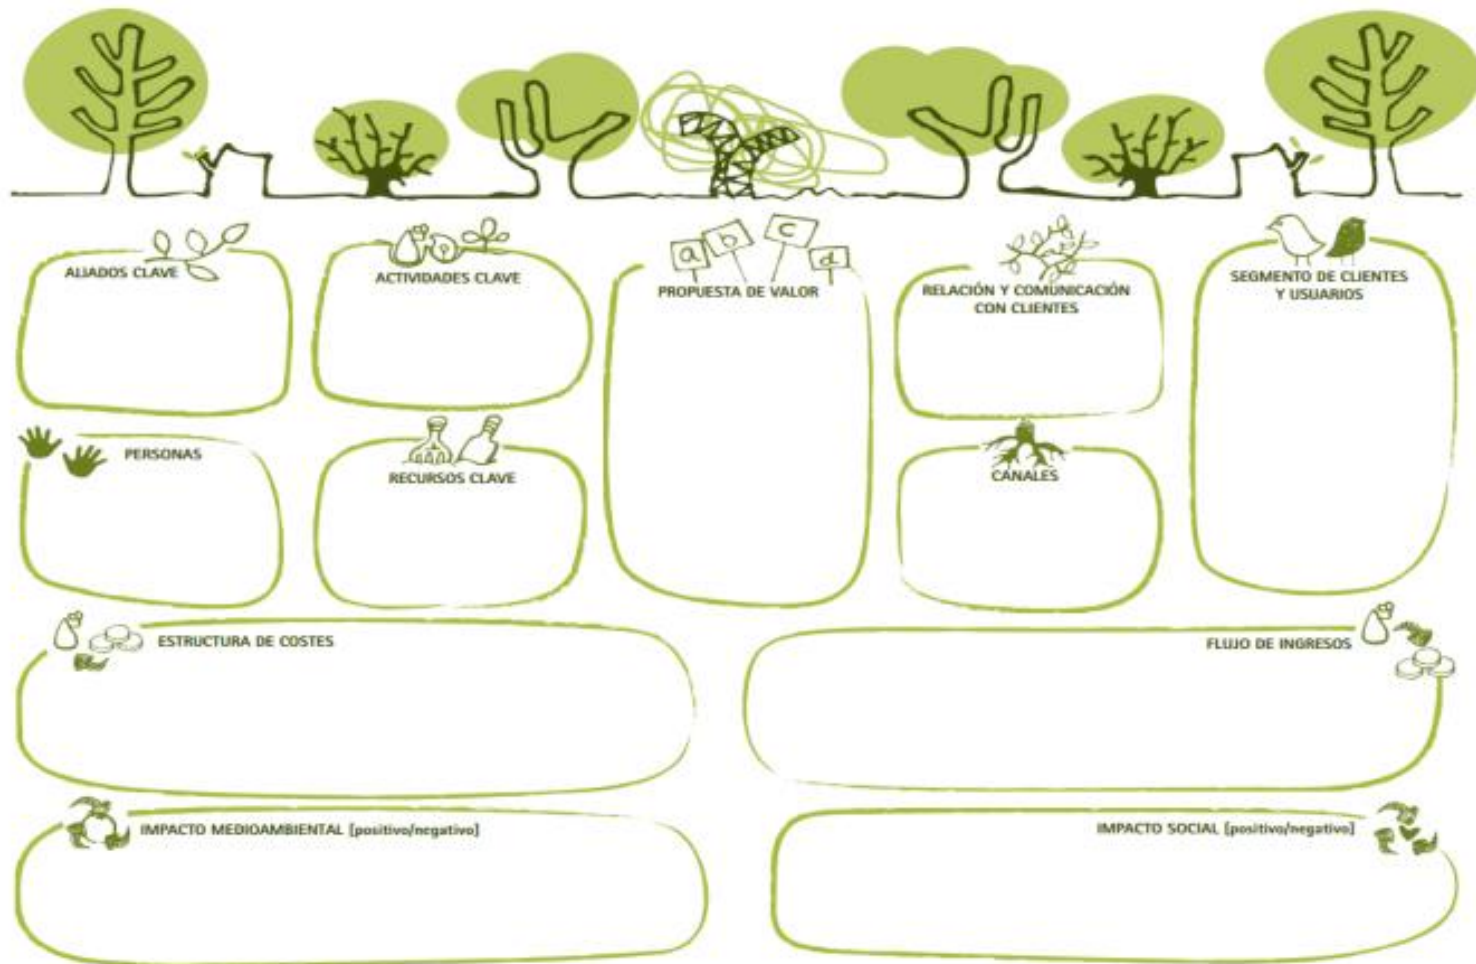 a
b
c
d
ALIADOS CLAVE
ACTIVIDADES CLAVE
PROPUESTA DE VALOR
RELACIÓN Y COMUNICACIÓN
CON CLIENTES
SEGMENTO DE CLIENTES
Y USUARIOS
PERSONAS
RECURSOS CLAVE
CANALES
ESTRUCTURA DE COSTES
FLUJO DE INGRESOS
IMPACTO MEDIOAMBIENTAL [positivo/negativo]
IMPACTO SOCIAL [positivo/negativo]